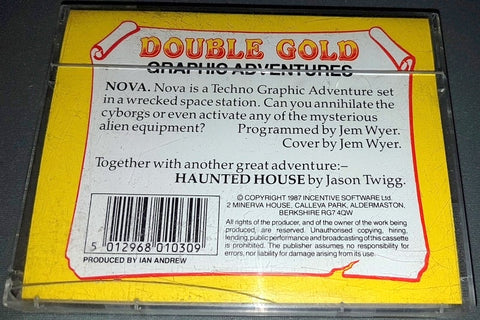 DOUBLE GOLD
GRAPHIC ADVENTURES
NOVA. Nova is a Techno Graphic Adventure set
in a wrecked space station. Can you annihilate the
cyborgs or even activate any of the mysterious
alien equipment? Programmed by Jem Wyer.
Cover by Jem Wyer.
Together with another great adventure:–
HAUNTED HOUSE by Jason Twigg.
© COPYRIGHT 1987 INCENTIVE SOFTWARE Ltd.
2 MINERVA HOUSE, CALLEVA PARK, ALDERMASTON,
BERKSHIRE RG7 4QW
All rights of the producer, and of the owner of the work being
produced, are reserved. Unauthorised copying, hiring,
lending, public performance and broadcasting of this cassette
is prohibited. The publisher assumes no responsibility for
errors, nor liability for damage arising from its use.
5 012968 010309
PRODUCED BY IAN ANDREW